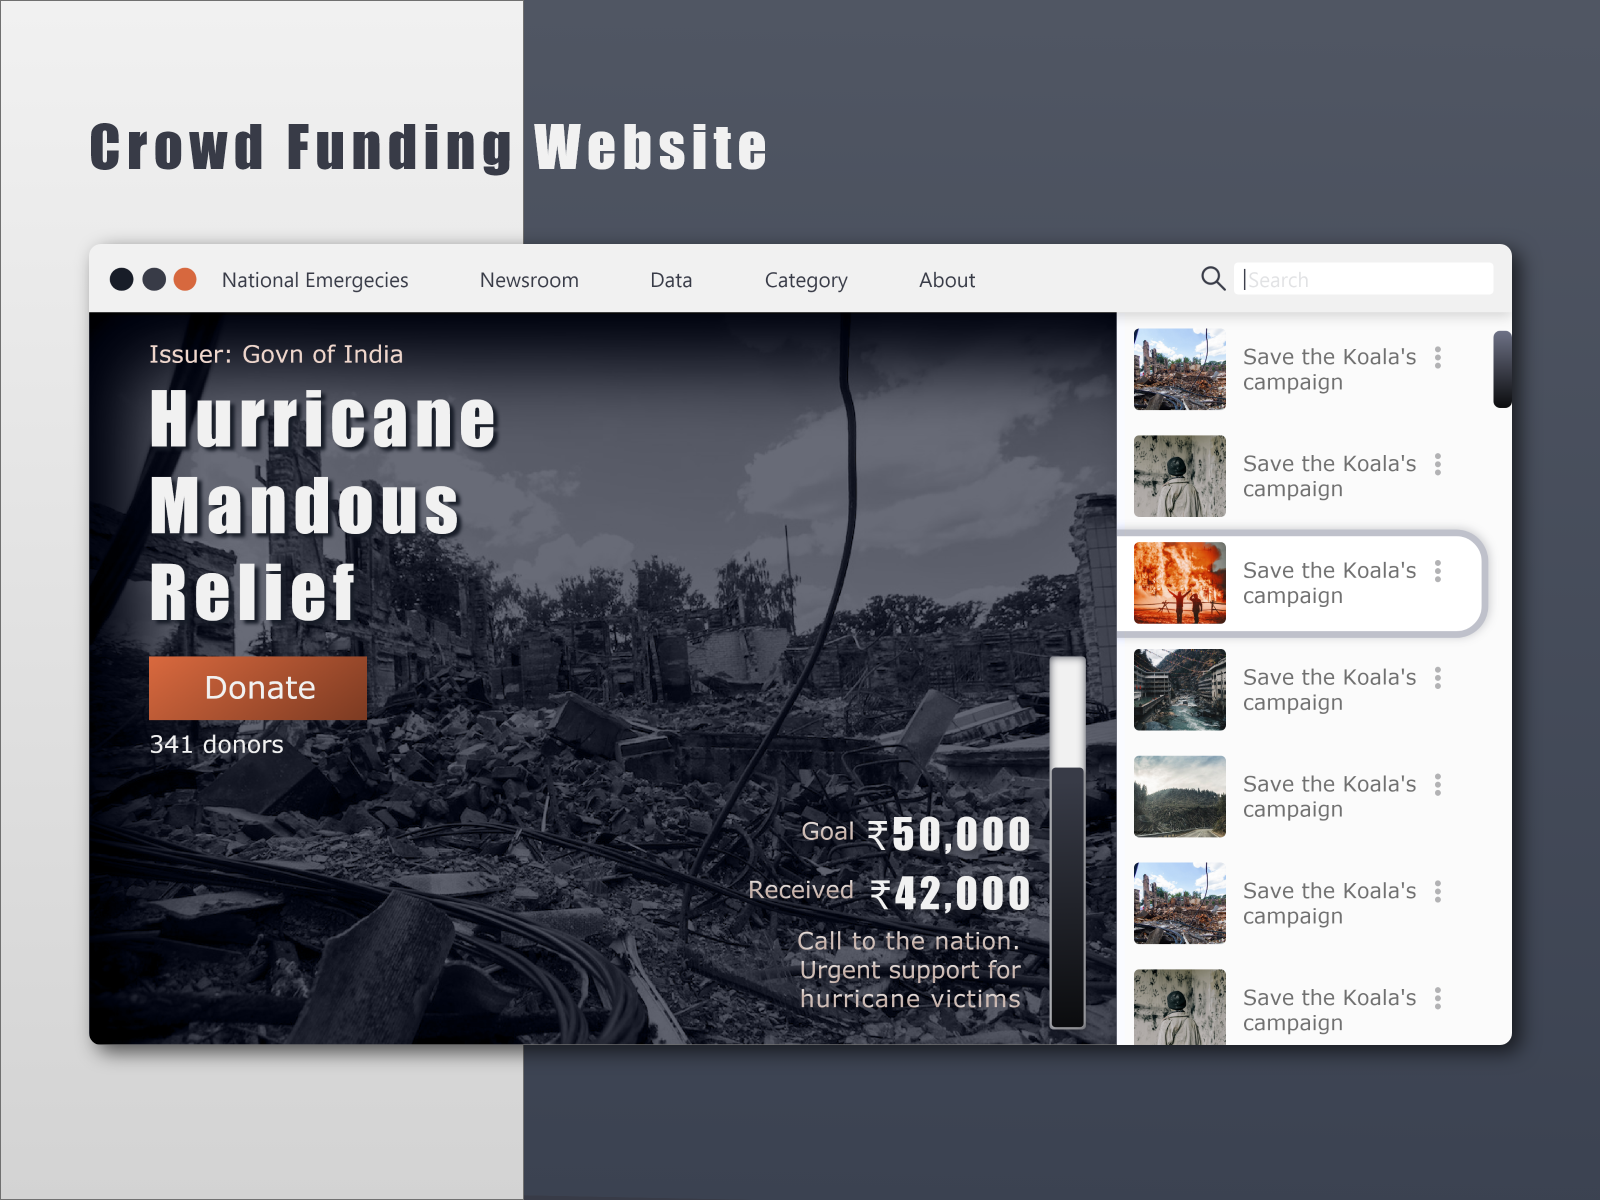 Crowd Funding Website
National Emergecies Newsroom Data Category About Search
Issuer: Govn of India
Hurricane
Mandous
Relief
Donate
341 donors
Goal ₹50,000
Received ₹42,000
Call to the nation.
Urgent support for
hurricane victims
Save the Koala's
campaign
Save the Koala's
campaign
Save the Koala's
campaign
Save the Koala's
campaign
Save the Koala's
campaign
Save the Koala's
campaign
Save the Koala's
campaign